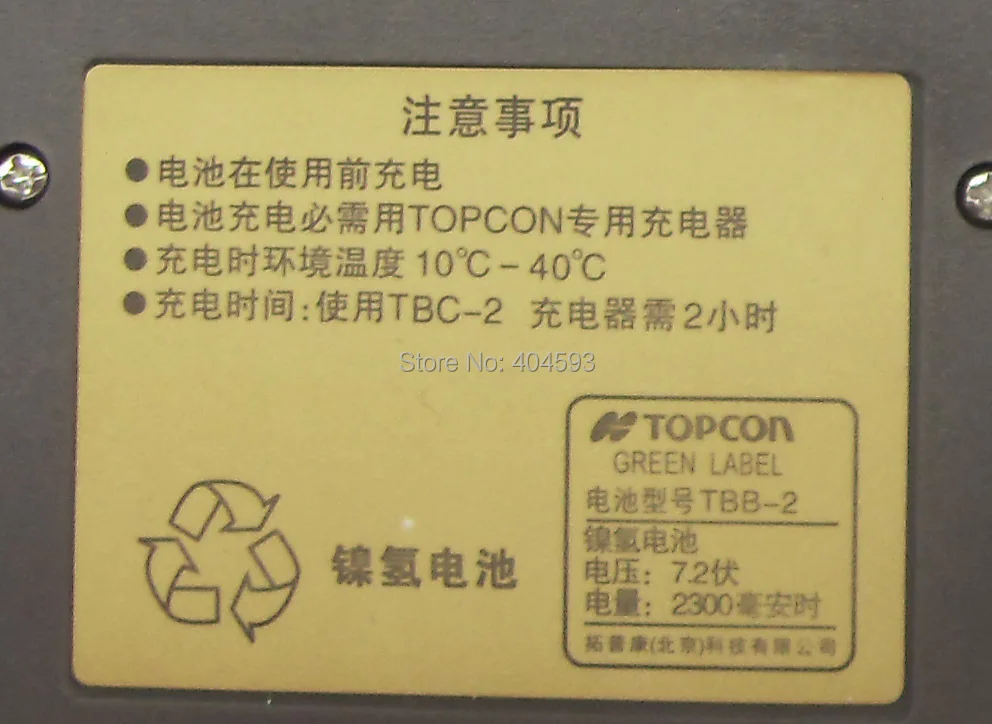 注意事项
●电池在使用前充电
●电池充电必需用TOPCON专用充电器
●充电时环境温度 10℃-40℃
●充电时间:使用TBC-2 充电器需2小时
Store No: 404593
TOPCON
GREEN LABEL
电池型号TBB-2
镍氢电池
电压: 7.2伏
电量: 2300毫安时
拓普康(北京)科技有限公司
镍氢电池